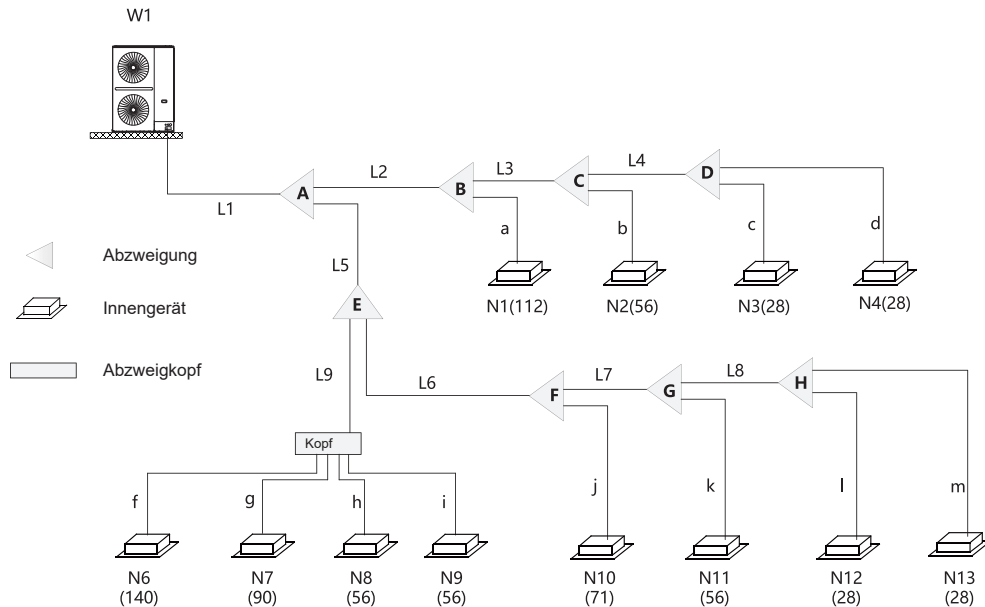 W1
L1
A
L2
B
L3
C
L4
D
a
b
c
d
N1(112)
N2(56)
N3(28)
N4(28)
Abzweigung
Innengerät
Abzweigkopf
L5
E
L9
L6
F
L7
G
L8
H
Kopf
f
g
h
i
j
k
l
m
N6
(140)
N7
(90)
N8
(56)
N9
(56)
N10
(71)
N11
(56)
N12
(28)
N13
(28)